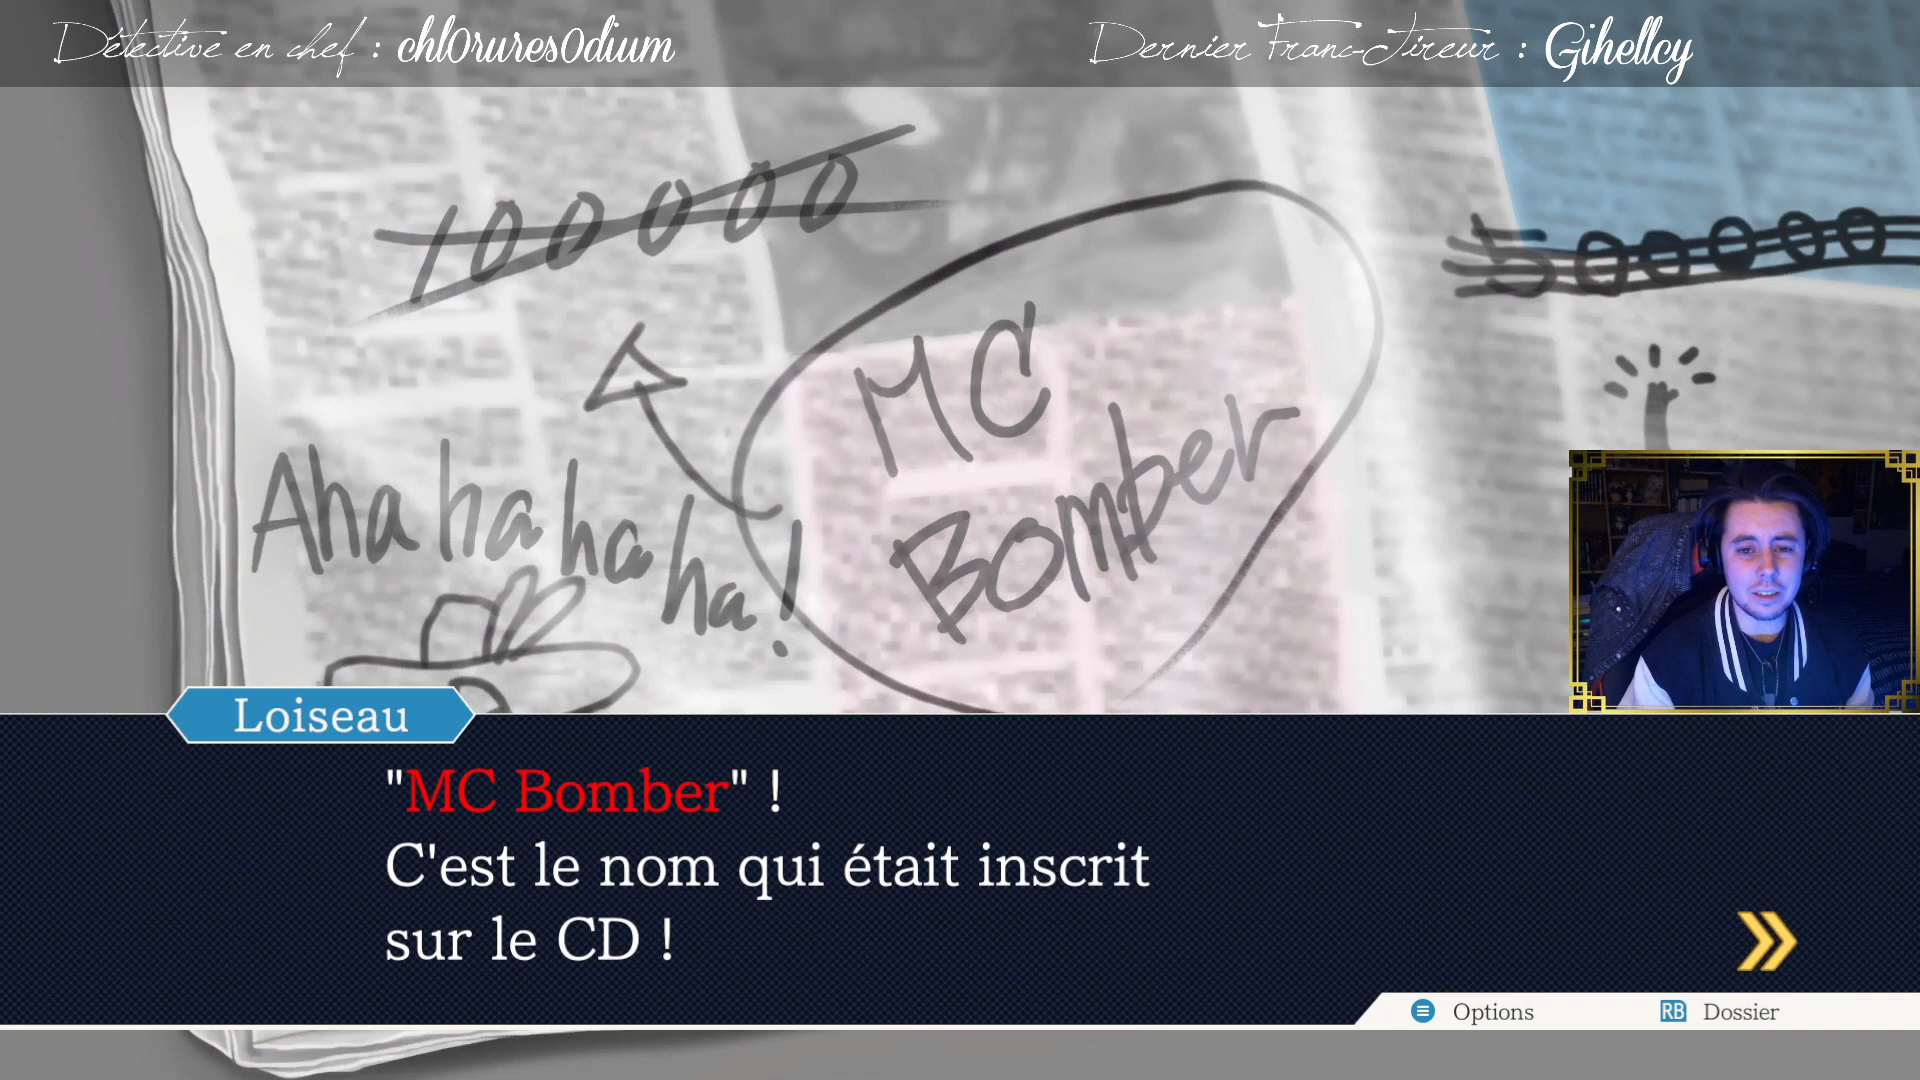 Détective en chef : chl0rures0dium
Dernier Franc-Tireur : Gihellcy
100000
500000
MC
Bomber
Ahahahaha!
Loiseau
"MC Bomber" !
C'est le nom qui était inscrit
sur le CD !
Options
RB Dossier